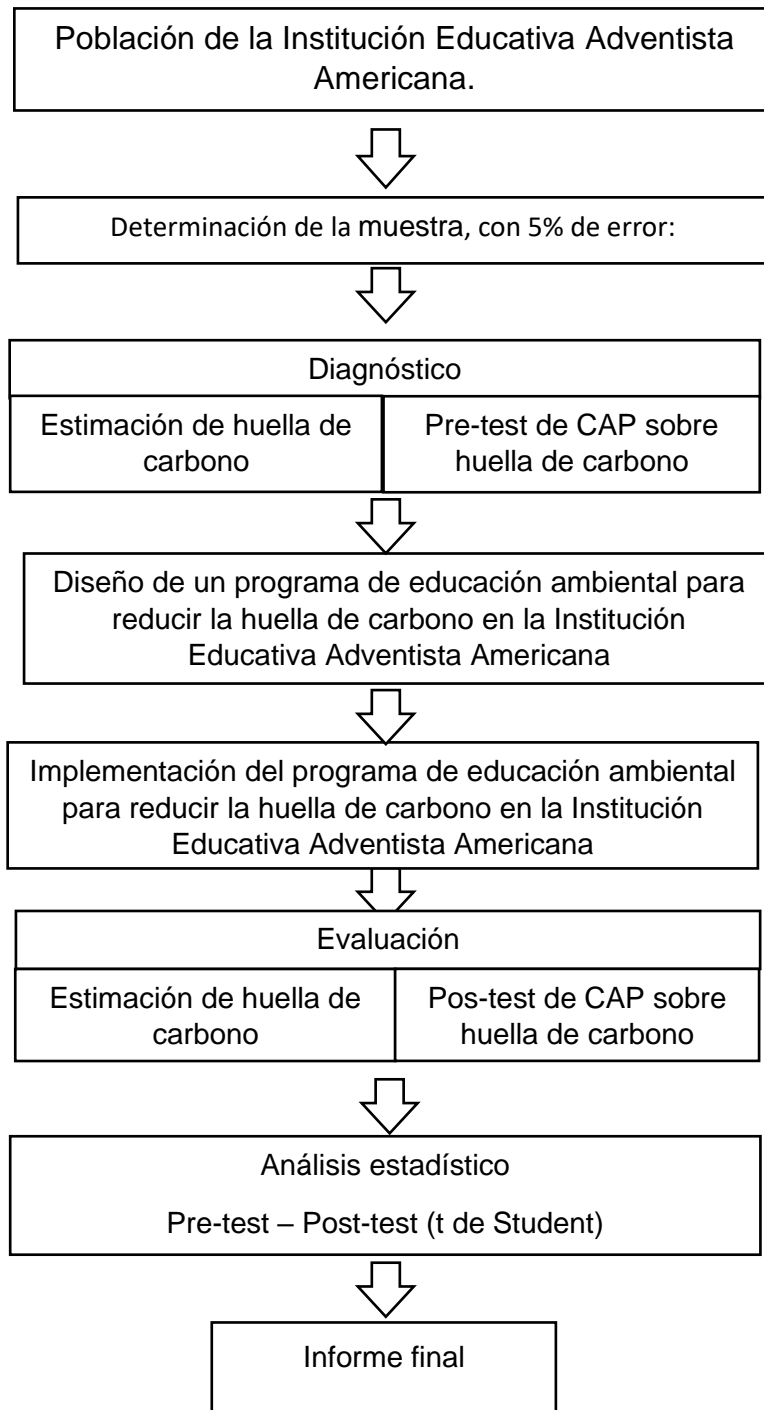 Población de la Institución Educativa Adventista
Americana.
Determinación de la muestra, con 5% de error:
Diagnóstico
Estimación de huella de
carbono
Pre-test de CAP sobre
huella de carbono
Diseño de un programa de educación ambiental para
reducir la huella de carbono en la Institución
Educativa Adventista Americana
Implementación del programa de educación ambiental
para reducir la huella de carbono en la Institución
Educativa Adventista Americana
Evaluación
Estimación de huella de
carbono
Pos-test de CAP sobre
huella de carbono
Análisis estadístico
Pre-test – Post-test (t de Student)
Informe final